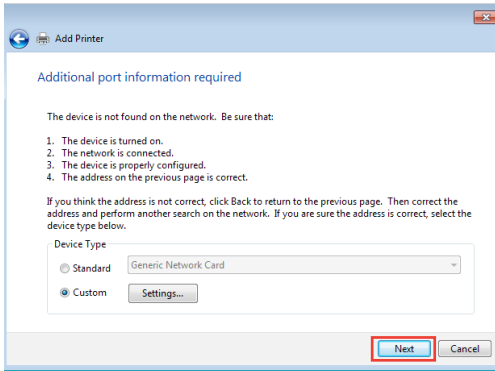 Add Printer
Additional port information required
The device is not found on the network. Be sure that:
1. The device is turned on.
2. The network is connected.
3. The device is properly configured.
4. The address on the previous page is correct.
If you think the address is not correct, click Back to return to the previous page. Then correct the
address and perform another search on the network. If you are sure the address is correct, select the
device type below.
Device Type
Standard Generic Network Card
Custom Settings...
Next Cancel